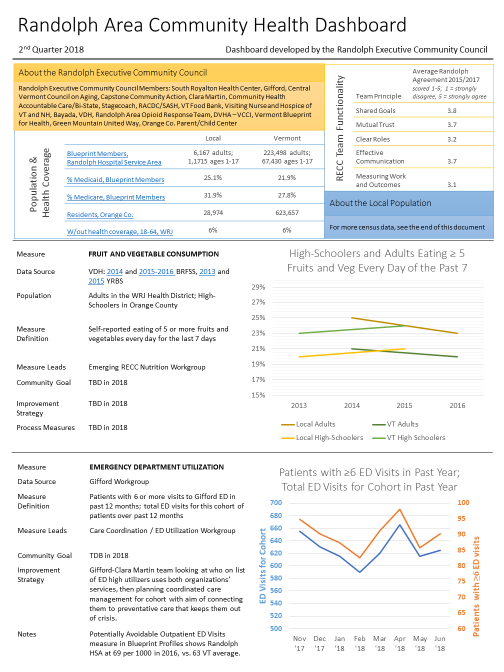 Randolph Area Community Health Dashboard
2nd Quarter 2018
Dashboard developed by the Randolph Executive Community Council
About the Randolph Executive Community Council
Randolph Executive Community Council Members: South Royalton Health Center, Gifford, Central
Vermont Council on Aging, Capstone Community Action, Clara Martin, Community Health
Accountable Care/Bi-State, Stagecoach, RACDC/SASH, VT Food Bank, Visiting Nurse and Hospice of
VT and NH, Bayada, VDH, Randolph Area Opioid Response Team, DVHA – VCCI, Vermont Blueprint
for Health, Green Mountain United Way, Orange Co. Parent/Child Center
Population &
Health Coverage
Local
Vermont
Blueprint Members,
Randolph Hospital Service Area
6,167 adults;
1,1715 ages 1-17
223,498 adults;
67,430 ages 1-17
% Medicaid, Blueprint Members
25.1%
21.9%
% Medicare, Blueprint Members
31.9%
27.8%
Residents, Orange Co.
28,974
623,657
W/out health coverage, 18-64, WRJ
6%
6%
RECC Team Functionality
Team Principle
Average Randolph
Agreement 2015/2017
scored 1-5; 1 = strongly
disagree, 5 = strongly agree
Shared Goals
3.8
Mutual Trust
3.7
Clear Roles
3.2
Effective
Communication
3.7
Measuring Work
and Outcomes
3.1
About the Local Population
For more census data, see the end of this document
Measure
FRUIT AND VEGETABLE CONSUMPTION
Data Source
VDH: 2014 and 2015-2016 BRFSS, 2013 and
2015 YRBS
Population
Adults in the WRJ Health District; High-
Schoolers in Orange County
Measure
Definition
Self-reported eating of 5 or more fruits and
vegetables every day for the last 7 days
Measure Leads
Emerging RECC Nutrition Workgroup
Community Goal
TBD in 2018
Improvement
Strategy
TBD in 2018
Process Measures
TBD in 2018
High-Schoolers and Adults Eating ≥ 5
Fruits and Veg Every Day of the Past 7
29%
27%
25%
23%
21%
19%
17%
15%
2013
2014
2015
2016
Local Adults
VT Adults
Local High-Schoolers
VT High Schoolers
Measure
EMERGENCY DEPARTMENT UTILIZATION
Data Source
Gifford Workgroup
Measure
Definition
Patients with 6 or more visits to Gifford ED in
past 12 months; total ED visits for this cohort of
patients over past 12 months
Measure Leads
Care Coordination / ED Utilization Workgroup
Community Goal
TDB in 2018
Improvement
Strategy
Gifford-Clara Martin team looking at who on list
of ED high utilizers uses both organizations'
services, then planning coordinated care
management for cohort with aim of connecting
them to preventative care that keeps them out
of crisis.
Notes
Potentially Avoidable Outpatient ED Visits
measure in Blueprint Profiles shows Randolph
HSA at 69 per 1000 in 2016, vs. 63 VT average.
Patients with ≥6 ED Visits in Past Year;
Total ED Visits for Cohort in Past Year
ED Visits for Cohort
700
680
660
640
620
600
580
560
540
520
500
100
95
90
85
80
75
70
65
60
Patients with ≥6 ED visits
Nov
'17
Dec
'17
Jan
'18
Feb
'18
Mar
'18
Apr
'18
May
'18
Jun
'18